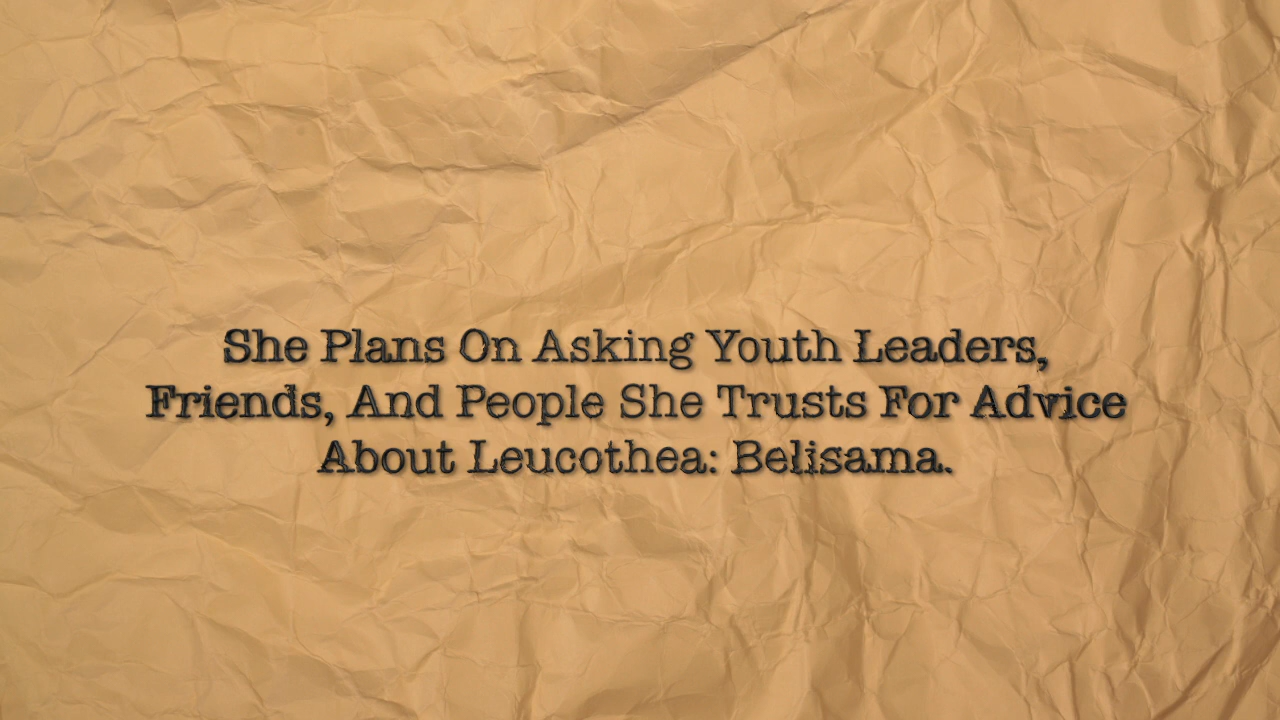 She Plans On Asking Youth Leaders,
Friends, And People She Trusts For Advice
About Leucothea: Belisama.